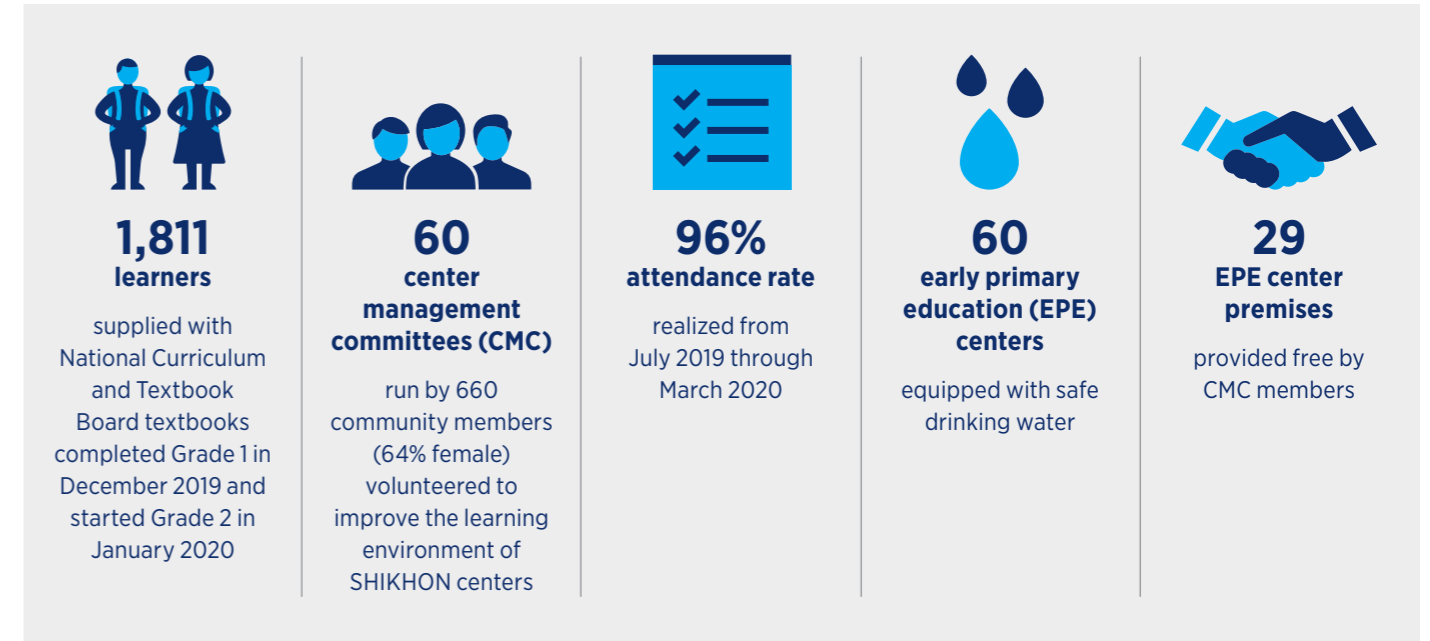 1,811
learners
supplied with
National Curriculum
and Textbook
Board textbooks
completed Grade 1 in
December 2019 and
started Grade 2 in
January 2020
60
center
management
committees (CMC)
run by 660
community members
(64% female)
volunteered to
improve the learning
environment of
SHIKHON centers
96%
attendance rate
realized from
July 2019 through
March 2020
60
early primary
education (EPE)
centers
equipped with safe
drinking water
29
EPE center
premises
provided free by
CMC members